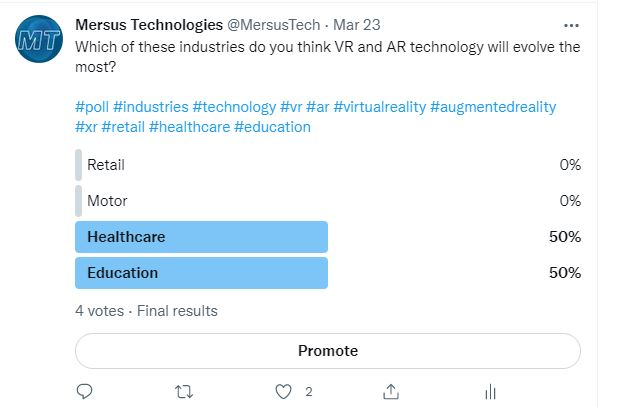 MT
Mersus Technologies @MersusTech · Mar 23
Which of these industries do you think VR and AR technology will evolve the
most?
#poll #industries #technology #vr #ar #virtualreality #augmentedreality
#xr #retail #healthcare #education
Retail 0%
Motor 0%
Healthcare 50%
Education 50%
4 votes · Final results
Promote
2